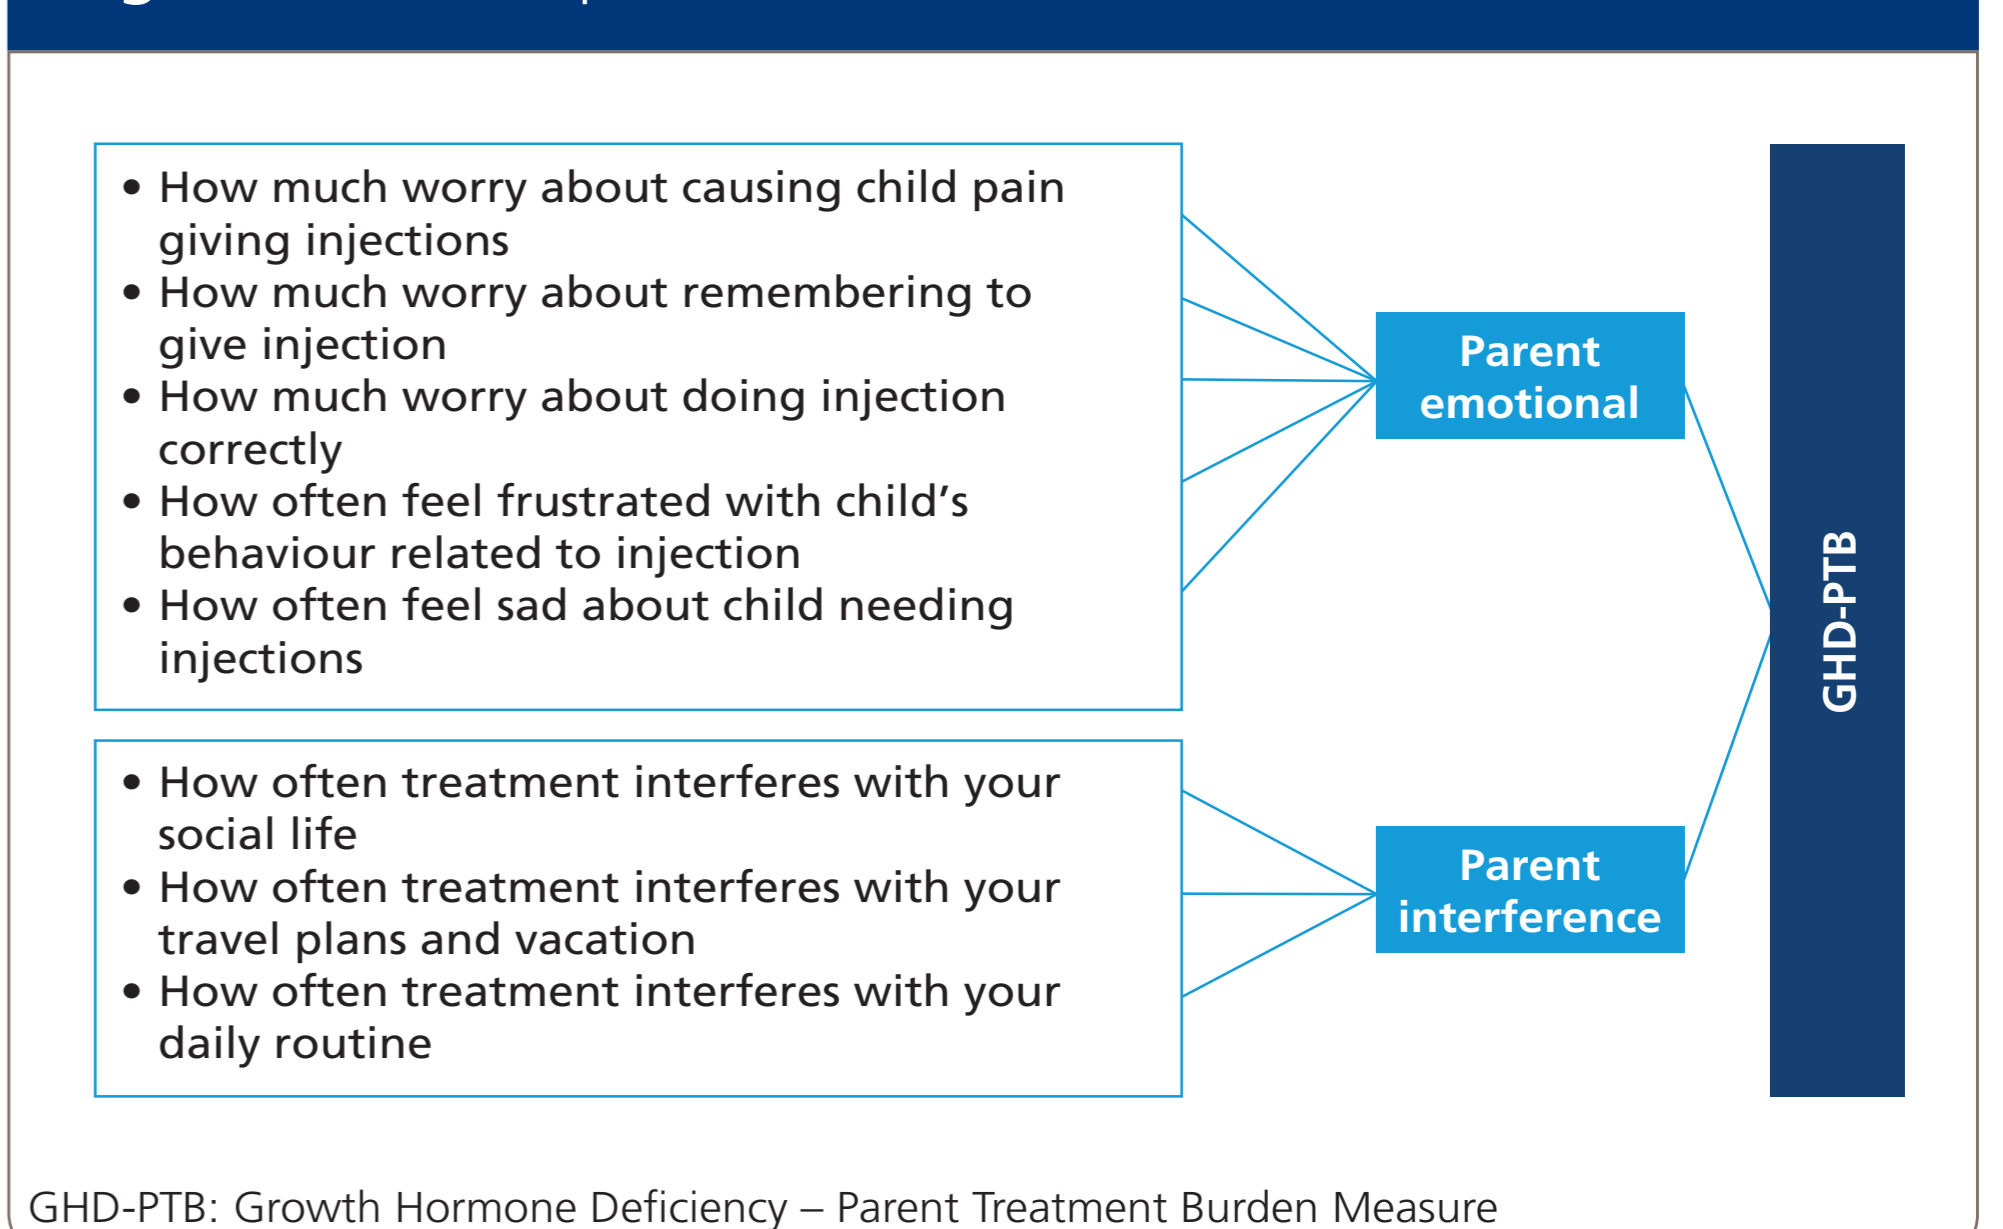 • How much worry about causing child pain
giving injections
• How much worry about remembering to
give injection
• How much worry about doing injection
correctly
• How often feel frustrated with child's
behaviour related to injection
• How often feel sad about child needing
injections
Parent
emotional
• How often treatment interferes with your
social life
• How often treatment interferes with your
travel plans and vacation
• How often treatment interferes with your
daily routine
Parent
interference
GHD-PTB
GHD-PTB: Growth Hormone Deficiency – Parent Treatment Burden Measure